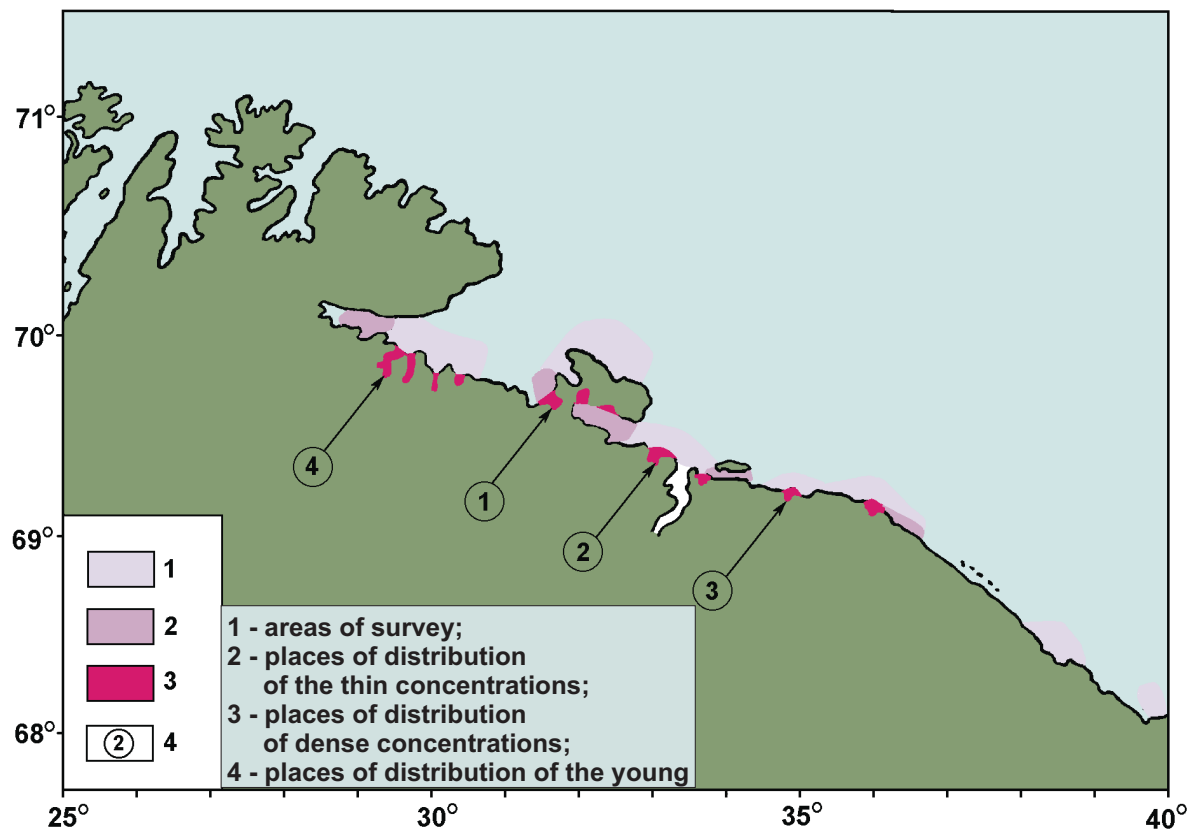 71°
70°
69°
68°
4
1
2
3
1
2
3
2 4
1 - areas of survey;
2 - places of distribution
of the thin concentrations;
3 - places of distribution
of dense concentrations;
4 - places of distribution of the young
25° 30° 35° 40°